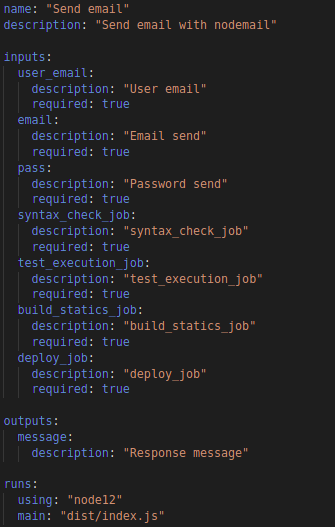 name: "Send email"
description: "Send email with nodemail"

inputs:
  user_email:
    description: "User email"
    required: true
  email:
    description: "Email send"
    required: true
  pass:
    description: "Password send"
    required: true
  syntax_check_job:
    description: "syntax_check_job"
    required: true
  test_execution_job:
    description: "test_execution_job"
    required: true
  build_statics_job:
    description: "build_statics_job"
    required: true
  deploy_job:
    description: "deploy_job"
    required: true

outputs:
  message:
    description: "Response message"

runs:
  using: "node12"
  main: "dist/index.js"